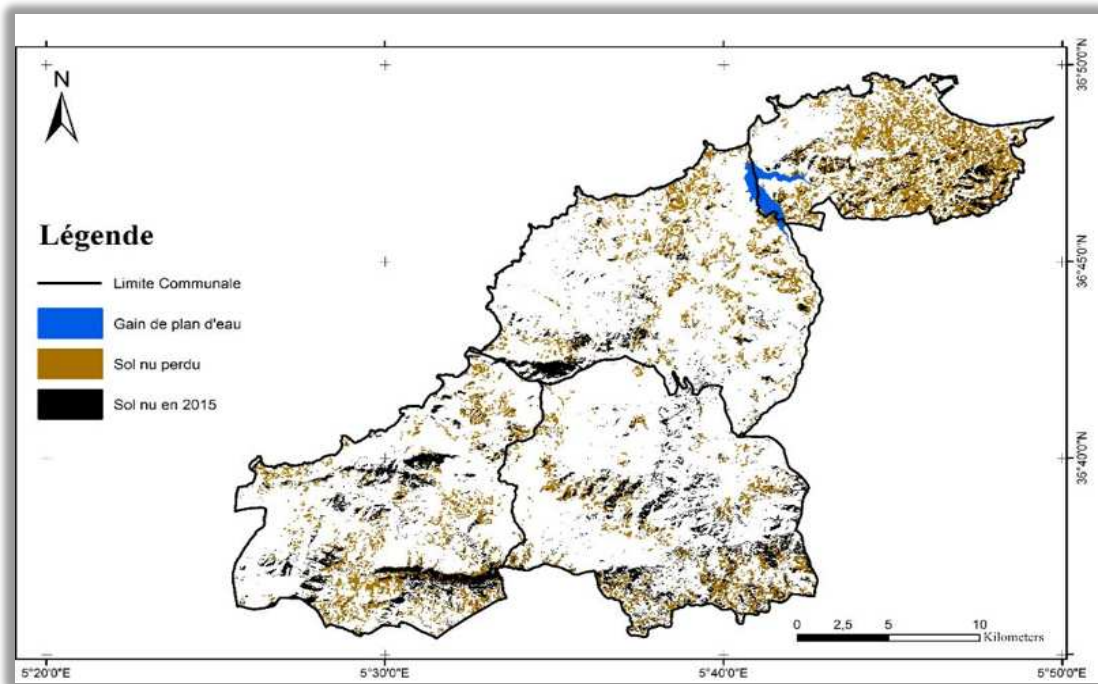 N
Légende
Limite Communale
Gain de plan d'eau
Sol nu perdu
Sol nu en 2015
36°50'0"N
36°45'0"N
36°40'0"N
0 2,5 5 10
Kilometers
5°20'0"E 5°30'0"E 5°40'0"E 5°50'0"E